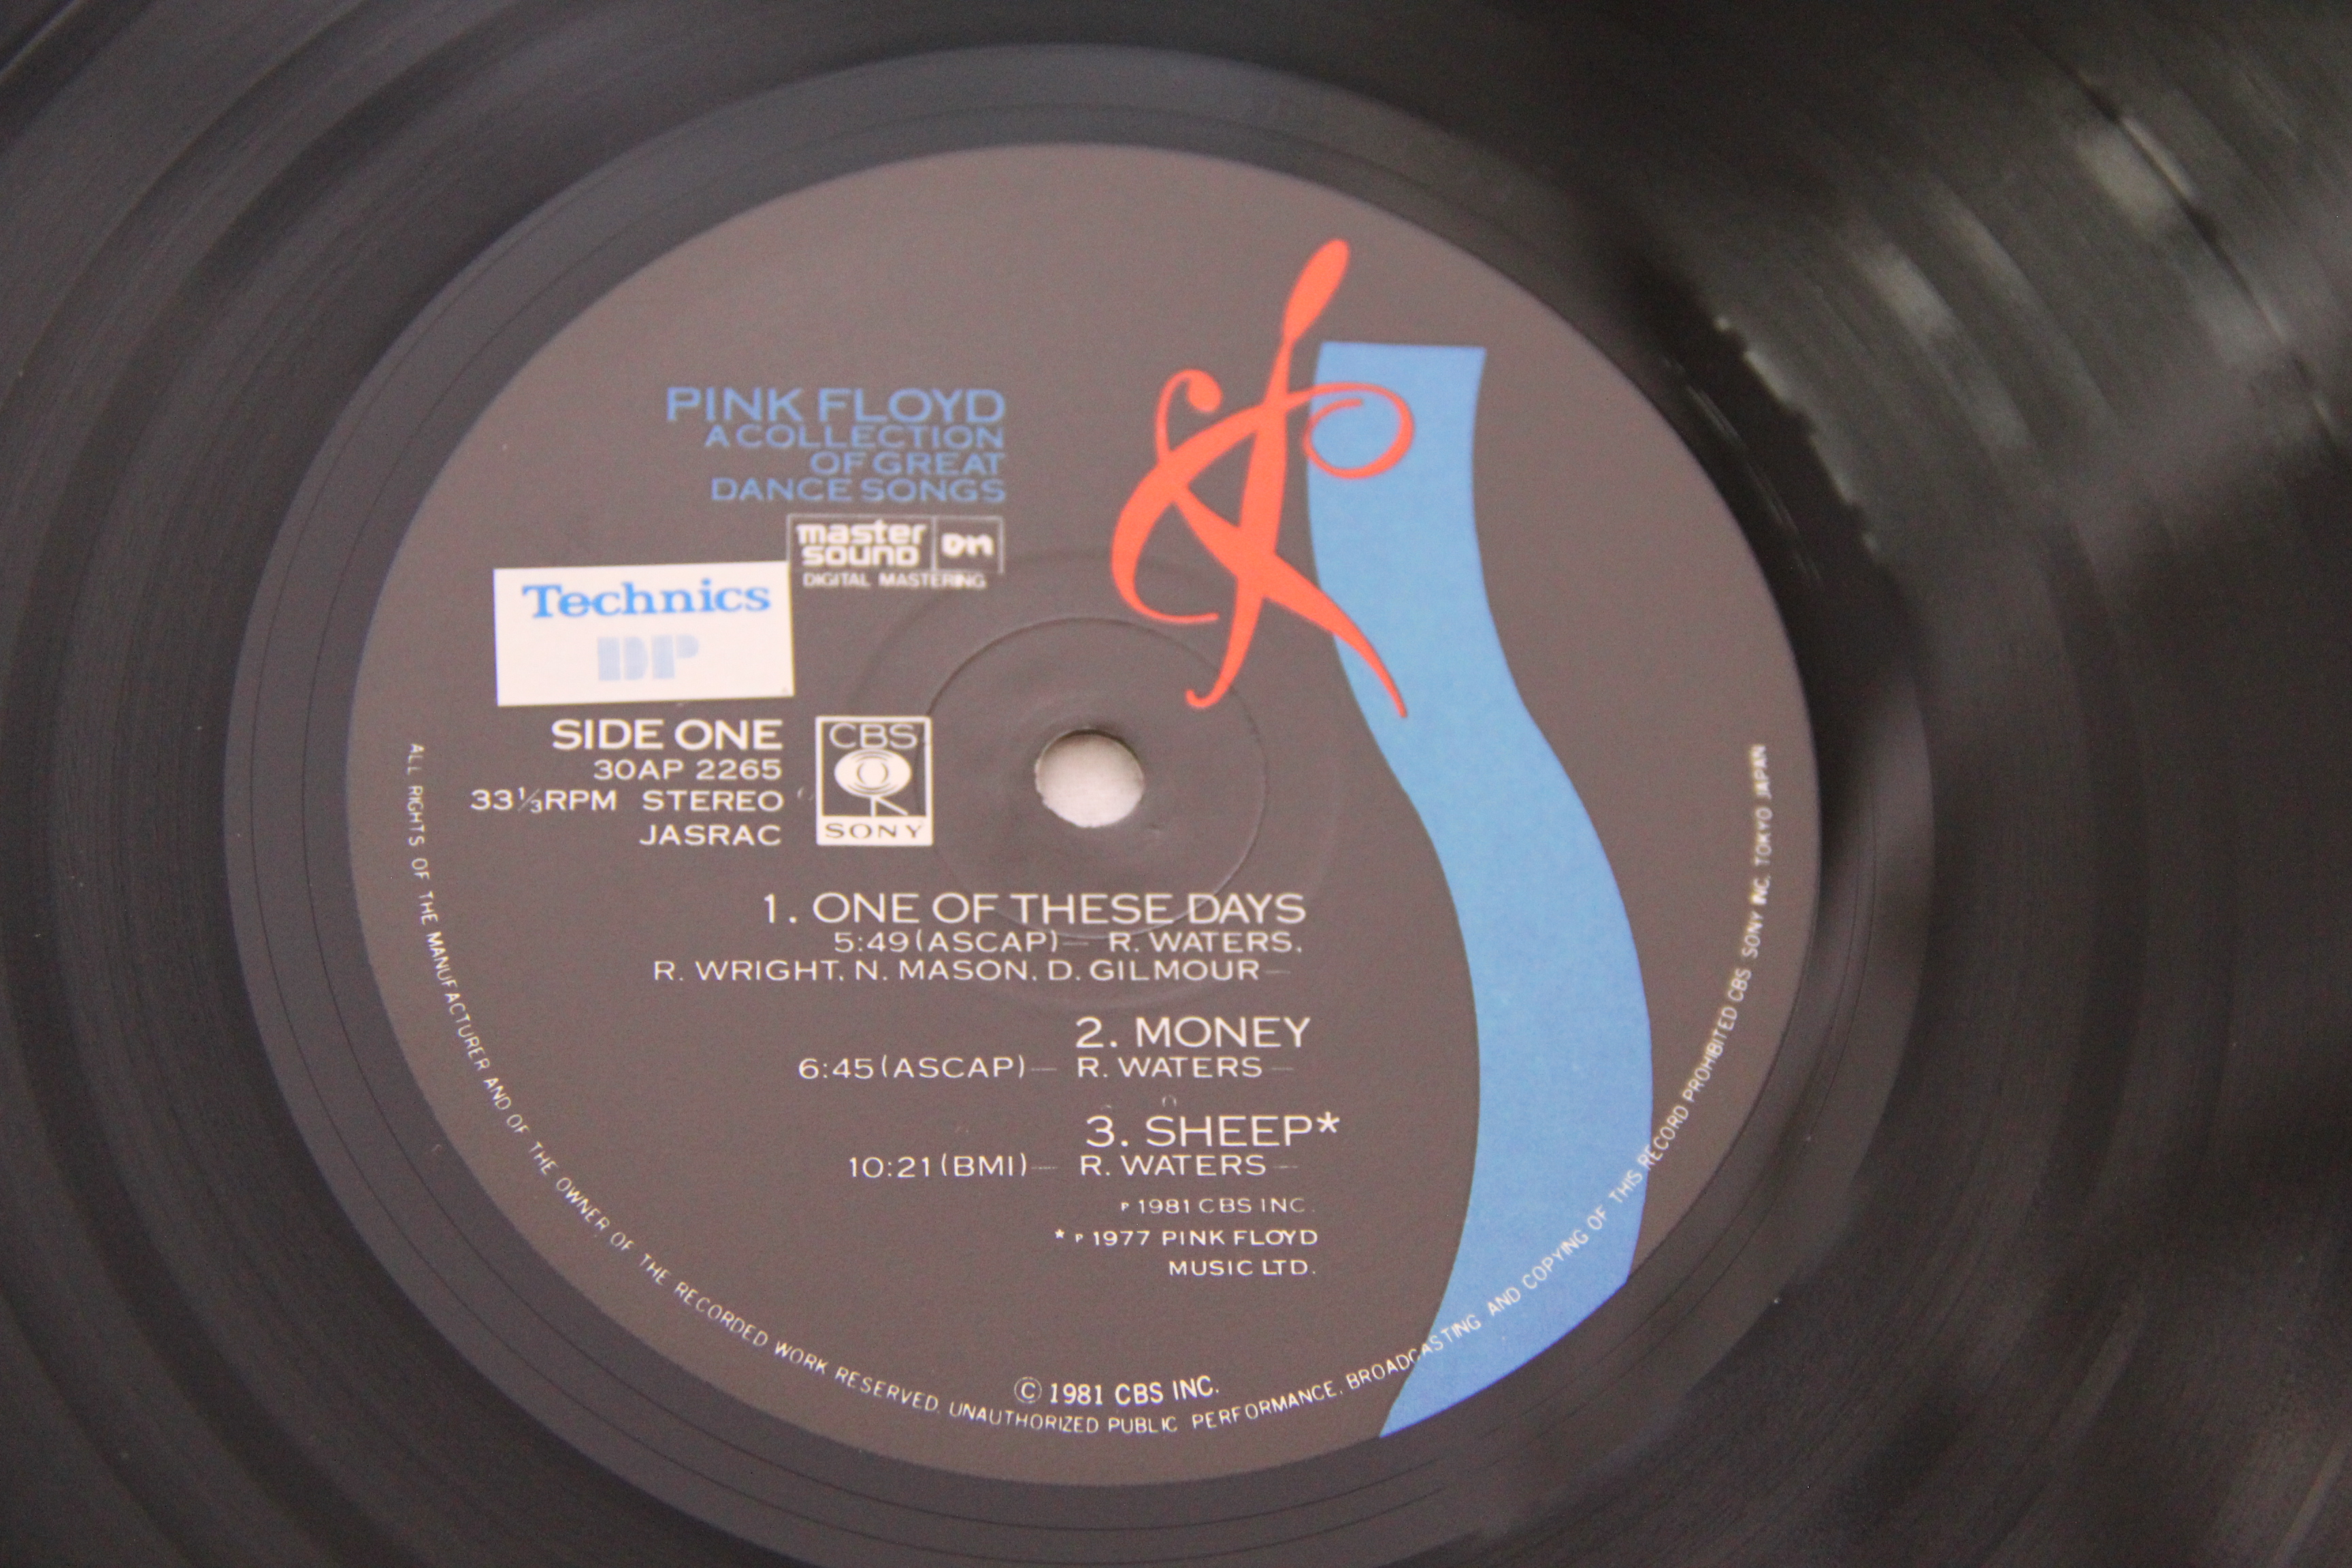 PINK FLOYD
A COLLECTION
OF GREAT
DANCE SONGS
master
SOUND
DIGITAL MASTERING
Technics
SIDE ONE
30AP 2265
33⅓RPM STEREO
JASRAC
CBS
SONY
1. ONE OF THESE DAYS
5:49(ASCAP)— R. WATERS,
R. WRIGHT, N. MASON, D. GILMOUR—
2. MONEY
6:45(ASCAP)— R. WATERS—
3. SHEEP*
10:21(BMI)— R. WATERS—
℗ 1981 CBS INC.
* ℗ 1977 PINK FLOYD
MUSIC LTD.
© 1981 CBS INC.
ALL RIGHTS OF THE MANUFACTURER AND OF THE OWNER OF THE RECORDED WORK RESERVED. UNAUTHORIZED PUBLIC PERFORMANCE, BROADCASTING AND COPYING OF THIS RECORD PROHIBITED CBS SONY INC. TOKYO JAPAN